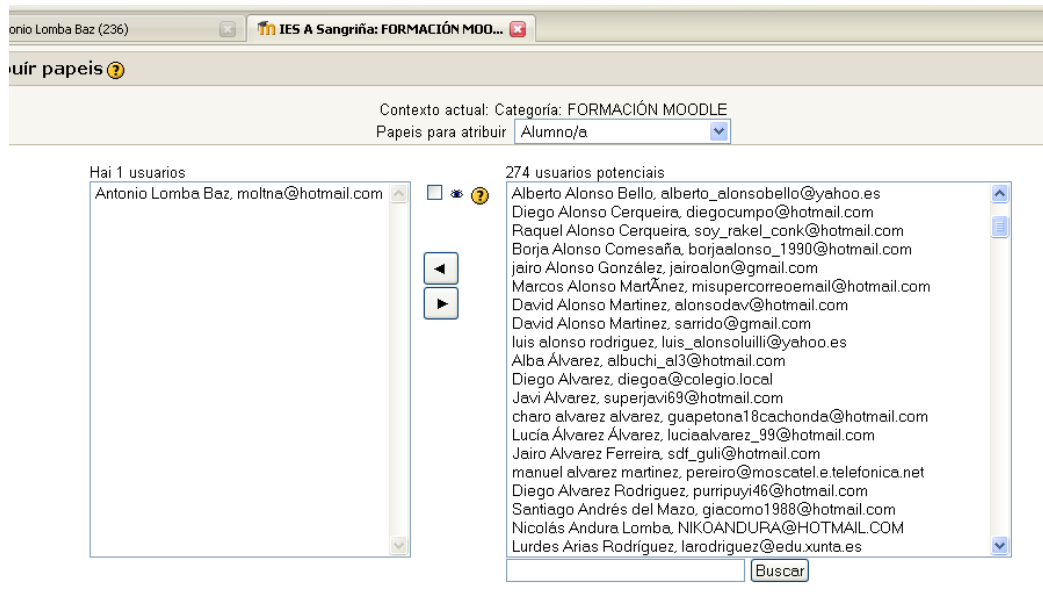 onio Lomba Baz (236)
IES A Sangriña: FORMACIÓN MOO...
uír papeis
Contexto actual: Categoría: FORMACIÓN MOODLE
Papeis para atribuir Alumno/a
Hai 1 usuarios
Antonio Lomba Baz, moltna@hotmail.com
274 usuarios potenciais
Alberto Alonso Bello, alberto_alonsobello@yahoo.es
Diego Alonso Cerqueira, diegocumpo@hotmail.com
Raquel Alonso Cerqueira, soy_rakel_conk@hotmail.com
Borja Alonso Comesaña, borjaalonso_1990@hotmail.com
jairo Alonso González, jairoalon@gmail.com
Marcos Alonso MartÃnez, misupercorreoemail@hotmail.com
David Alonso Martinez, alonsodav@hotmail.com
David Alonso Martinez, sarrido@gmail.com
luis alonso rodriguez, luis_alonsoluilli@yahoo.es
Alba Álvarez, albuchi_al3@hotmail.com
Diego Alvarez, diegoa@colegio.local
Javi Alvarez, superjavi69@hotmail.com
charo alvarez alvarez, guapetona18cachonda@hotmail.com
Lucía Álvarez Álvarez, luciaalvarez_99@hotmail.com
Jairo Alvarez Ferreira, sdf_guli@hotmail.com
manuel alvarez martinez, pereiro@moscatel.e.telefonica.net
Diego Alvarez Rodriguez, purripuyi46@hotmail.com
Santiago Andrés del Mazo, giacomo1988@hotmail.com
Nicolás Andura Lomba, NIKOANDURA@HOTMAIL.COM
Lurdes Arias Rodríguez, larodriguez@edu.xunta.es
Buscar